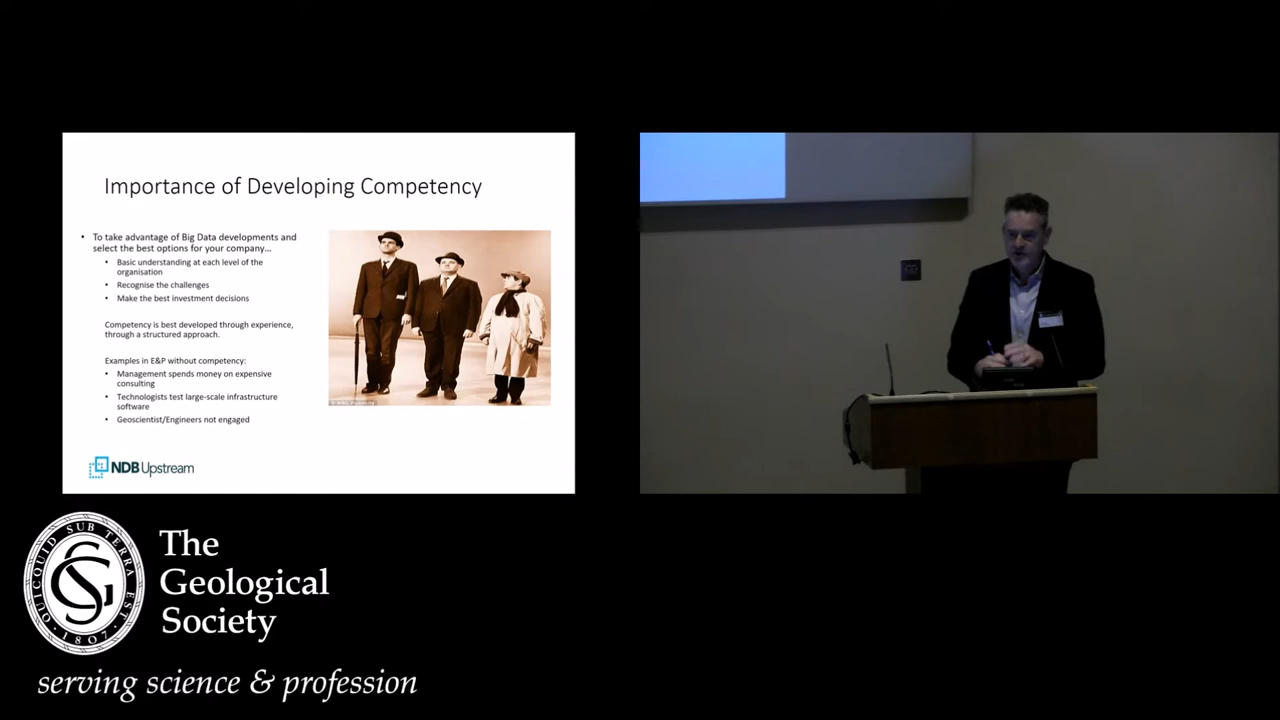 Importance of Developing Competency
• To take advantage of Big Data developments and
select the best options for your company...
• Basic understanding at each level of the
organisation
• Recognise the challenges
• Make the best investment decisions
Competency is best developed through experience,
through a structured approach.
Examples in E&P without competency:
• Management spends money on expensive
consulting
• Technologists test large-scale infrastructure
software
• Geoscientist/Engineers not engaged
NDB Upstream
QUICQUID SUB TERRA EST
1807
The
Geological
Society
serving science & profession